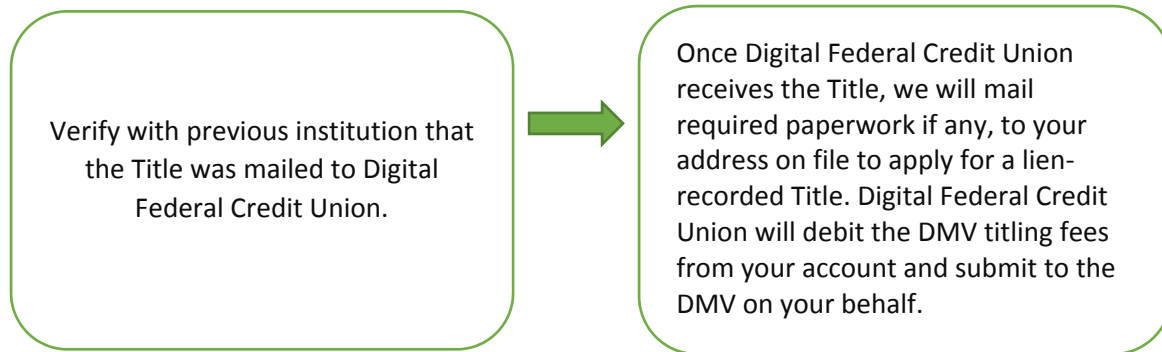 Verify with previous institution that
the Title was mailed to Digital
Federal Credit Union.
Once Digital Federal Credit Union
receives the Title, we will mail
required paperwork if any, to your
address on file to apply for a lien-
recorded Title. Digital Federal Credit
Union will debit the DMV titling fees
from your account and submit to the
DMV on your behalf.